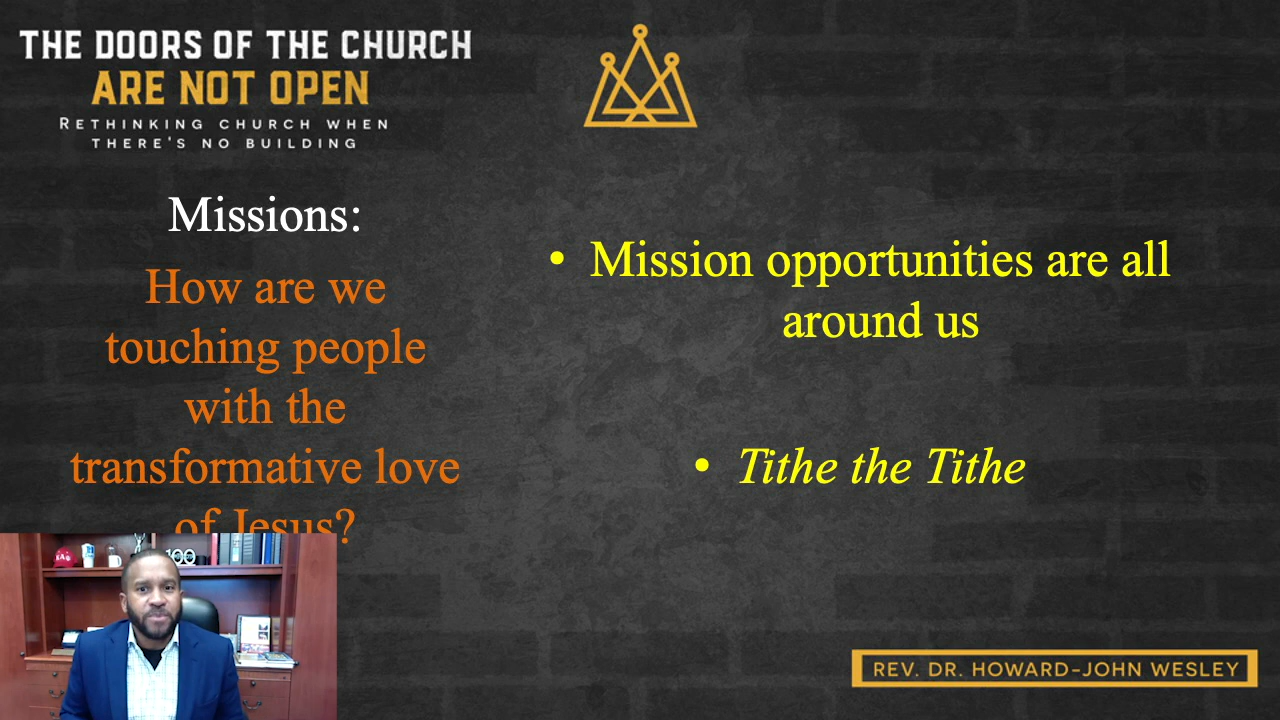 THE DOORS OF THE CHURCH
ARE NOT OPEN
RETHINKING CHURCH WHEN
THERE'S NO BUILDING
Missions:
How are we
touching people
with the
transformative love
of Jesus?
• Mission opportunities are all
around us
• Tithe the Tithe
100
REV. DR. HOWARD-JOHN WESLEY